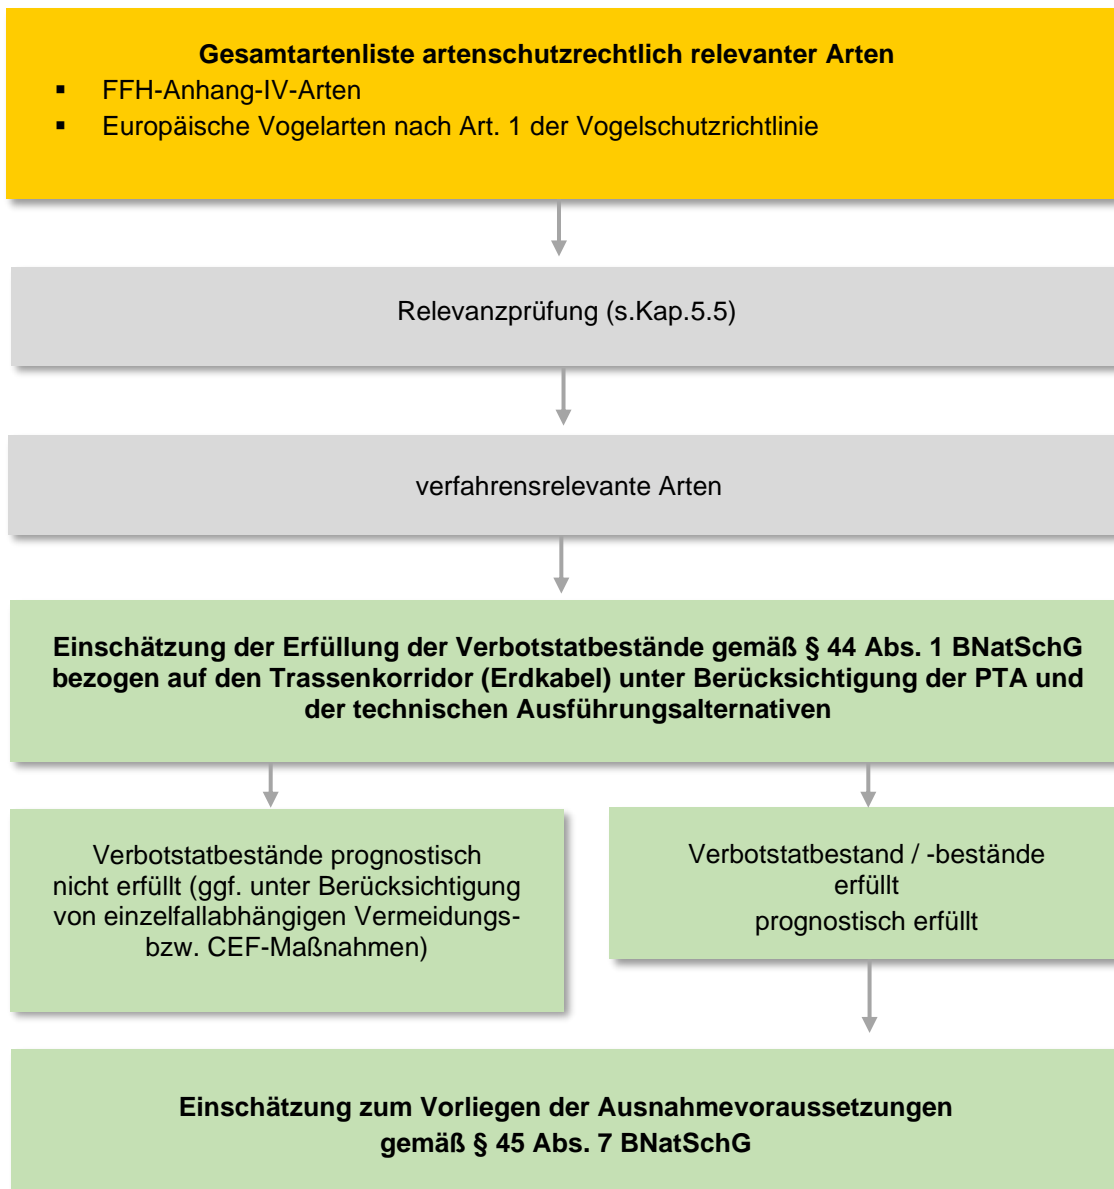 Gesamtartenliste artenschutzrechtlich relevanter Arten
▪ FFH-Anhang-IV-Arten
▪ Europäische Vogelarten nach Art. 1 der Vogelschutzrichtlinie
Relevanzprüfung (s.Kap.5.5)
verfahrensrelevante Arten
Einschätzung der Erfüllung der Verbotstatbestände gemäß § 44 Abs. 1 BNatSchG
bezogen auf den Trassenkorridor (Erdkabel) unter Berücksichtigung der PTA und
der technischen Ausführungsalternativen
Verbotstatbestände prognostisch
nicht erfüllt (ggf. unter Berücksichtigung
von einzelfallabhängigen Vermeidungs-
bzw. CEF-Maßnahmen)
Verbotstatbestand / -bestände
erfüllt
prognostisch erfüllt
Einschätzung zum Vorliegen der Ausnahmevoraussetzungen
gemäß § 45 Abs. 7 BNatSchG